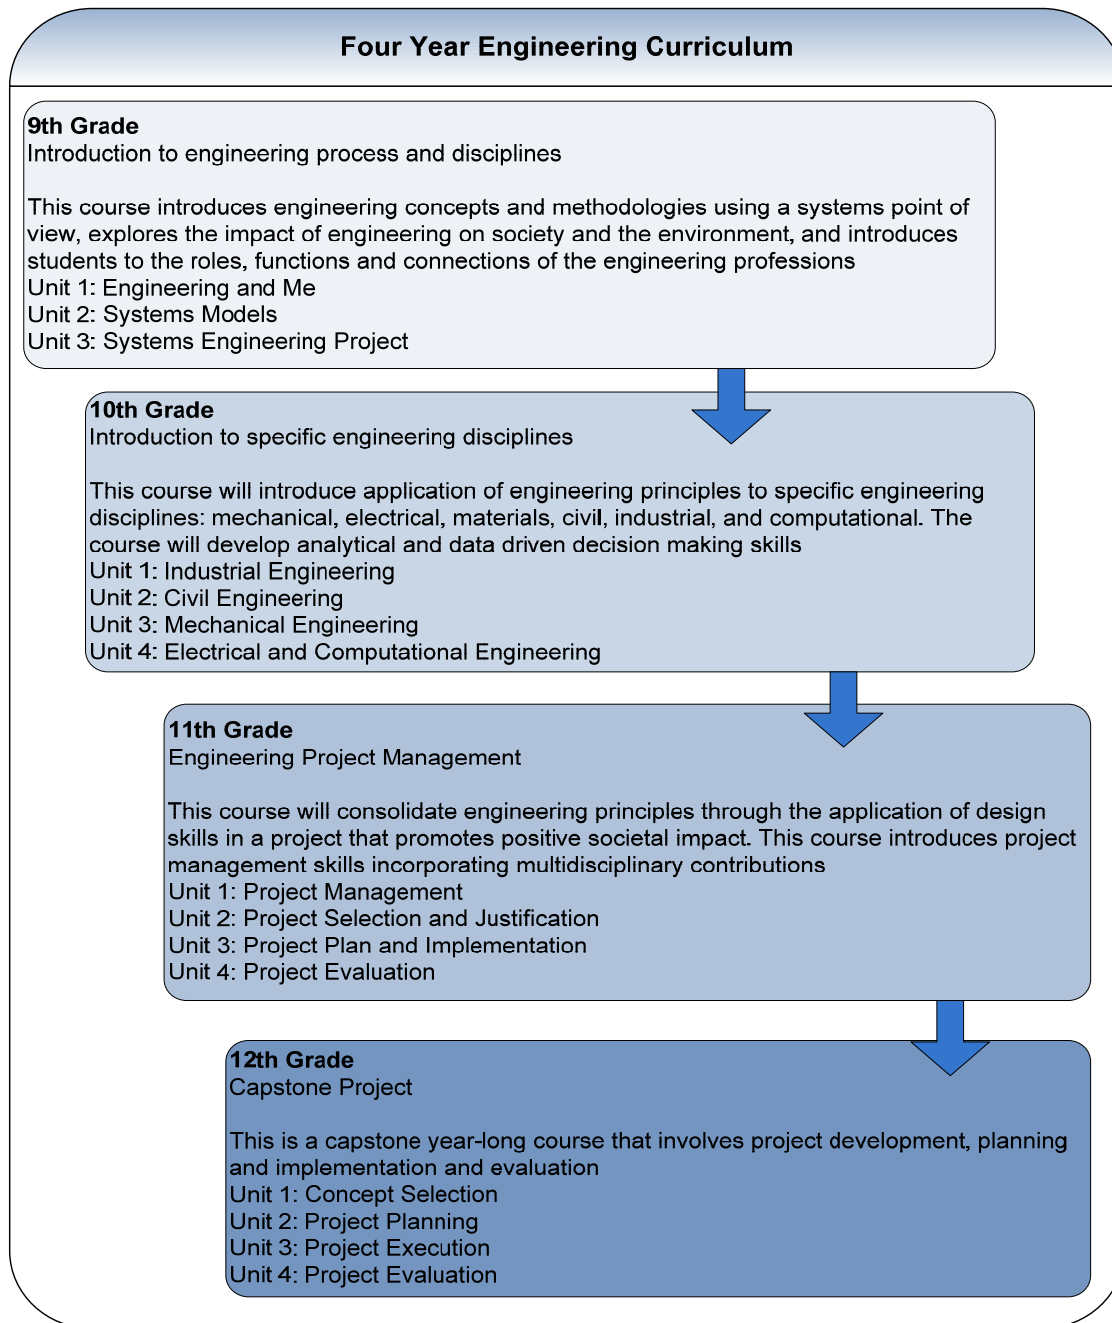 Four Year Engineering Curriculum
9th Grade
Introduction to engineering process and disciplines
This course introduces engineering concepts and methodologies using a systems point of
view, explores the impact of engineering on society and the environment, and introduces
students to the roles, functions and connections of the engineering professions
Unit 1: Engineering and Me
Unit 2: Systems Models
Unit 3: Systems Engineering Project
10th Grade
Introduction to specific engineering disciplines
This course will introduce application of engineering principles to specific engineering
disciplines: mechanical, electrical, materials, civil, industrial, and computational. The
course will develop analytical and data driven decision making skills
Unit 1: Industrial Engineering
Unit 2: Civil Engineering
Unit 3: Mechanical Engineering
Unit 4: Electrical and Computational Engineering
11th Grade
Engineering Project Management
This course will consolidate engineering principles through the application of design
skills in a project that promotes positive societal impact. This course introduces project
management skills incorporating multidisciplinary contributions
Unit 1: Project Management
Unit 2: Project Selection and Justification
Unit 3: Project Plan and Implementation
Unit 4: Project Evaluation
12th Grade
Capstone Project
This is a capstone year-long course that involves project development, planning
and implementation and evaluation
Unit 1: Concept Selection
Unit 2: Project Planning
Unit 3: Project Execution
Unit 4: Project Evaluation